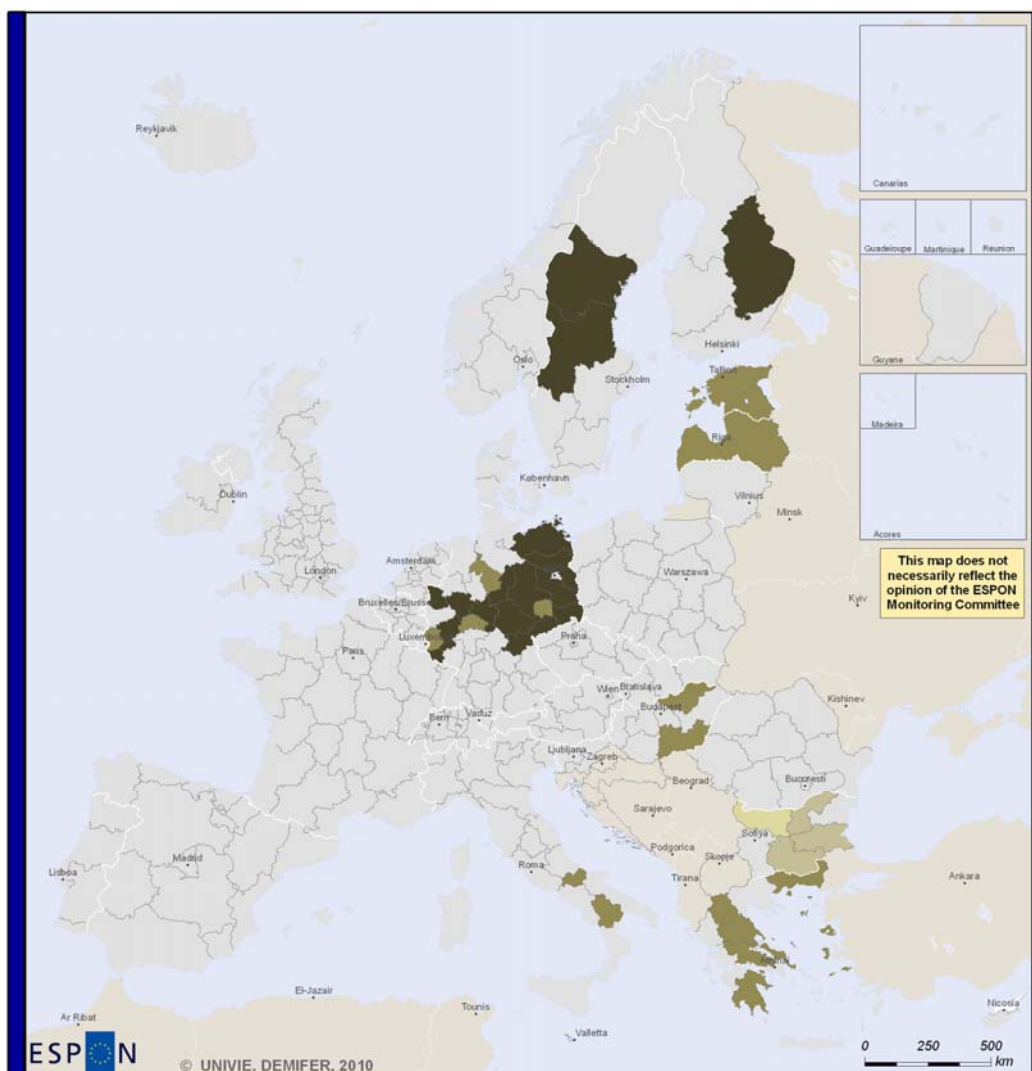 Reykjavik
Canarias
Guadeloupe
Martinique
Reunion
Guyane
Madeira
Acores
This map does not
necessarily reflect the
opinion of the ESPON
Monitoring Committee
Oslo
Helsinki
Tallinn
Stockholm
Riga
København
Vilnius
Minsk
Dublin
Amsterdam
London
Warszawa
Kyiv
Bruxelles/Brusse
Luxembo
Praha
Paris
Kishinev
Wien
Bratislava
Budapest
Bern
Vaduz
Ljubljana
Zagreb
Bucuresti
Beograd
Sarajevo
Sofiya
Podgorica
Skopje
Roma
Tirana
Madrid
Lisboa
Ankara
El-Jazair
Tounis
Ar Ribat
Valletta
Nicosia
ESPON
© UNIVIE, DEMIFER, 2010
0 250 500
km